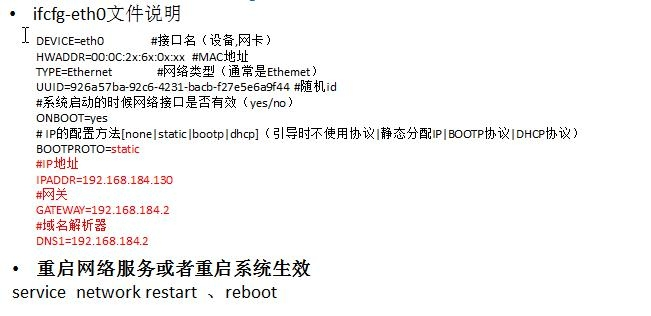 • ifcfg-eth0文件说明
DEVICE=eth0 #接口名（设备,网卡）
HWADDR=00:0C:2x:6x:0x:xx #MAC地址
TYPE=Ethernet #网络类型（通常是Ethemet）
UUID=926a57ba-92c6-4231-bacb-f27e5e6a9f44 #随机id
#系统启动的时候网络接口是否有效（yes/no）
ONBOOT=yes
# IP的配置方法[none|static|bootp|dhcp]（引导时不使用协议|静态分配IP|BOOTP协议|DHCP协议）
BOOTPROTO=static
#IP地址
IPADDR=192.168.184.130
#网关
GATEWAY=192.168.184.2
#域名解析器
DNS1=192.168.184.2
• 重启网络服务或者重启系统生效
service network restart 、reboot